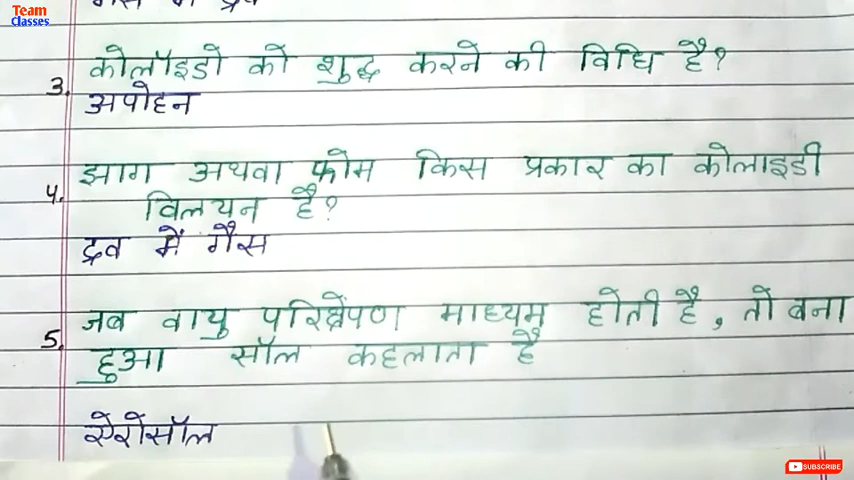 Team
Classes
3. कोलॉइडो को शुद्ध करने की विधि है?
अपोहन
4. झाग अथवा फोम किस प्रकार का कोलाइडी
विलयन है?
द्रव में गैस
5. जब वायु परिक्षेंपण माध्यम होती है, तो बना
हुआ सॉल कहलाता है
ऐरोसॉल
SUBSCRIBE